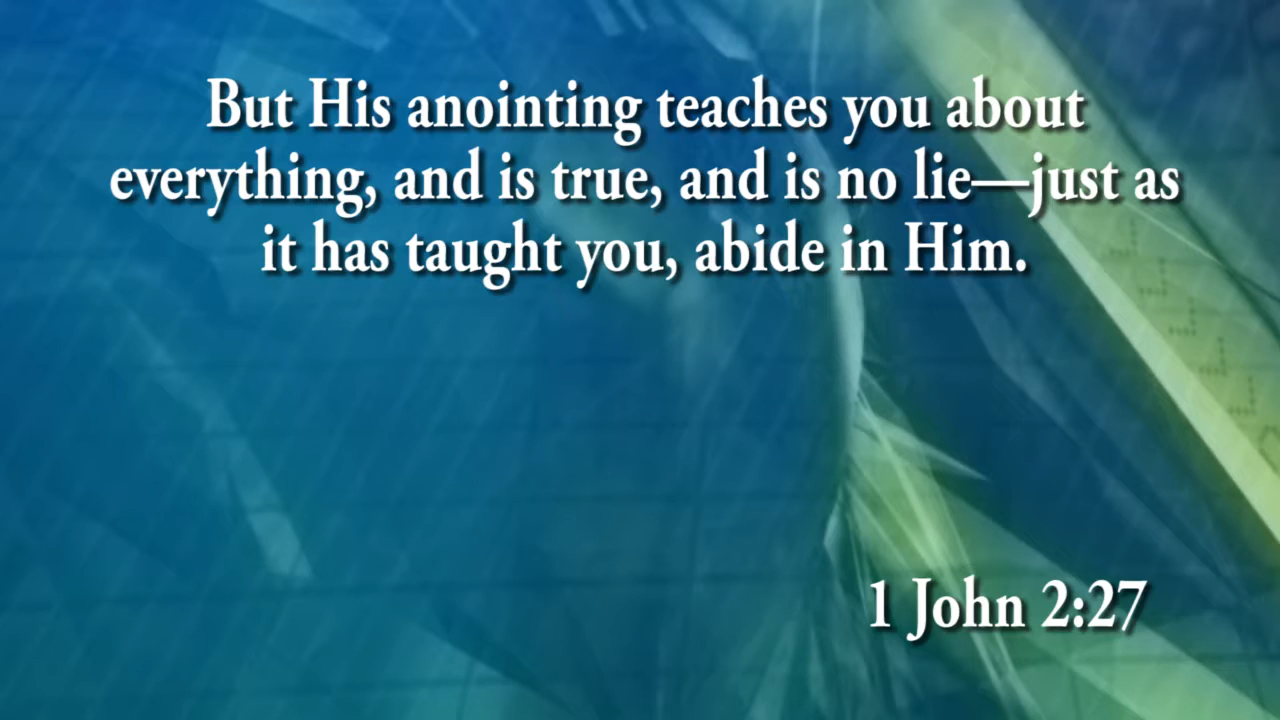 But His anointing teaches you about
everything, and is true, and is no lie—just as
it has taught you, abide in Him.
1 John 2:27